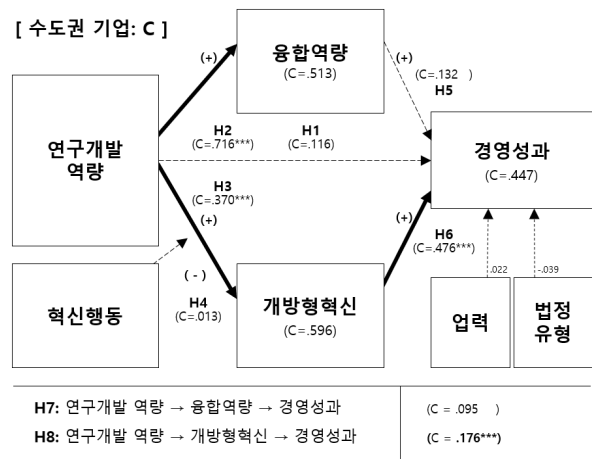 [ 수도권 기업: C ]
융합역량
(C=.513)
(+)
(+)
(C=.132 )
H5
연구개발
역량
H2
(C=.716***)
H1
(C=.116)
경영성과
(C=.447)
H3
(C=.370***)
(+)
(+)
H6
(C=.476***)
혁신행동
( - )
H4
(C=.013)
개방형혁신
(C=.596)
.022
-.039
업력
법정
유형
H7: 연구개발 역량 → 융합역량 → 경영성과
(C = .095 )
H8: 연구개발 역량 → 개방형혁신 → 경영성과
(C = .176***)